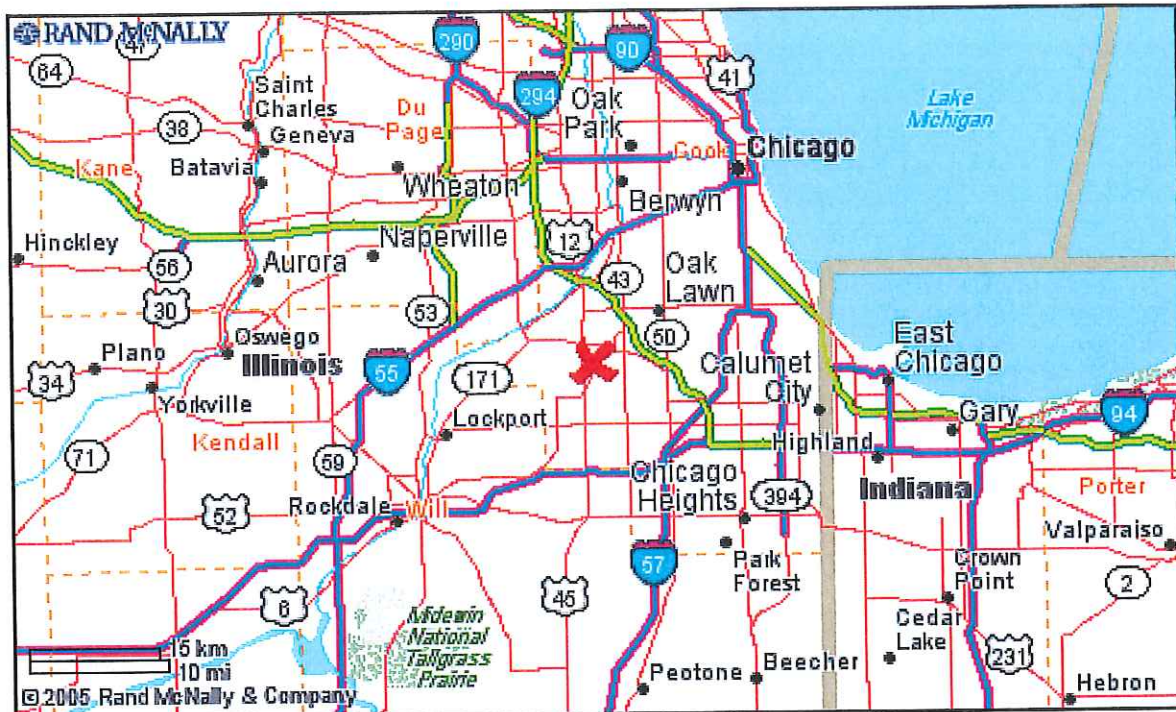 RAND McNALLY
47
290
90
41
64
294
Saint
Charles
Du
Page
Oak
Park
Lake
Michigan
38
Geneva
Cook
Chicago
Kane
Batavia
Wheaton
Berwyn
Hinckley
Naperville
12
56
Aurora
43
Oak
Lawn
30
53
50
East
Chicago
Plano
Oswego
Illinois
34
55
171
Calumet
City
Yorkville
Lockport
Gary
94
Kendall
Highland
71
59
Chicago
Heights
394
Indiana
Porter
52
Rockdale
Will
Valparaiso
57
Park
Forest
Crown
Point
2
6
45
Midewin
National
Tallgrass
Prairie
Cedar
Lake
15 km
10 mi
231
Peotone
Beecher
Hebron
© 2005 Rand McNally & Company